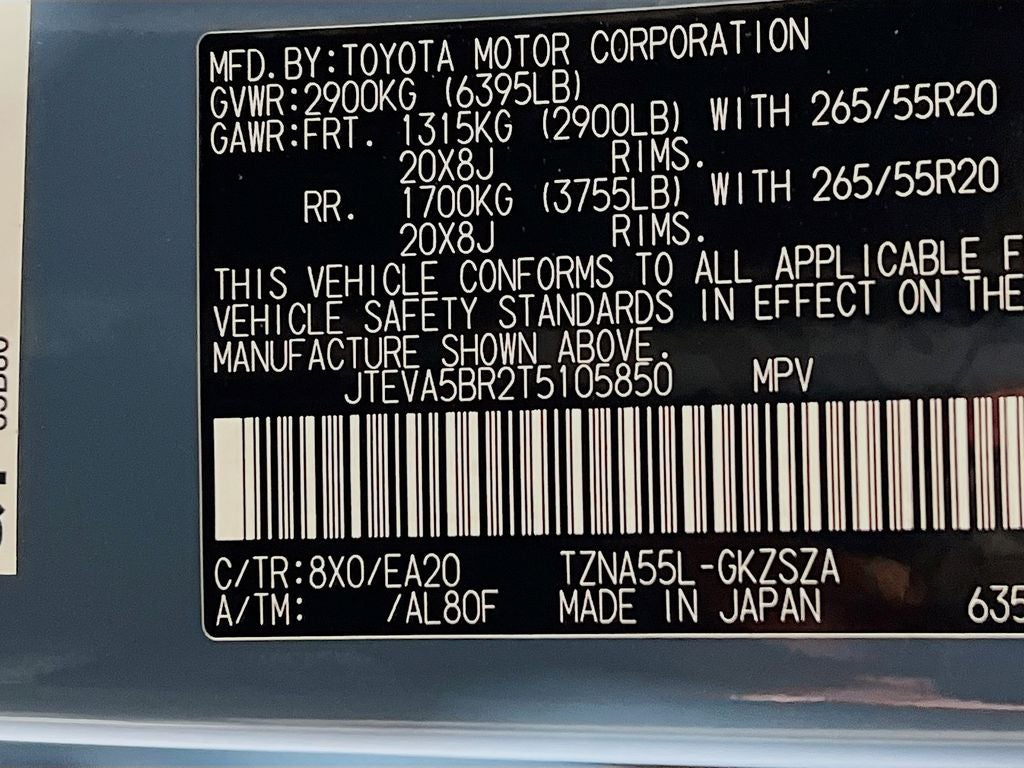 MFD.BY:TOYOTA MOTOR CORPORATION
GVWR:2900KG (6395LB)
GAWR:FRT. 1315KG (2900LB) WITH 265/55R20
20X8J RIMS.
RR. 1700KG (3755LB) WITH 265/55R20
20X8J RIMS.
THIS VEHICLE CONFORMS TO ALL APPLICABLE F
VEHICLE SAFETY STANDARDS IN EFFECT ON THE
MANUFACTURE SHOWN ABOVE.
JTEVA5BR2T5105850 MPV
C/TR:8X0/EA20 TZNA55L-GKZSZA
A/TM: /AL80F MADE IN JAPAN 635